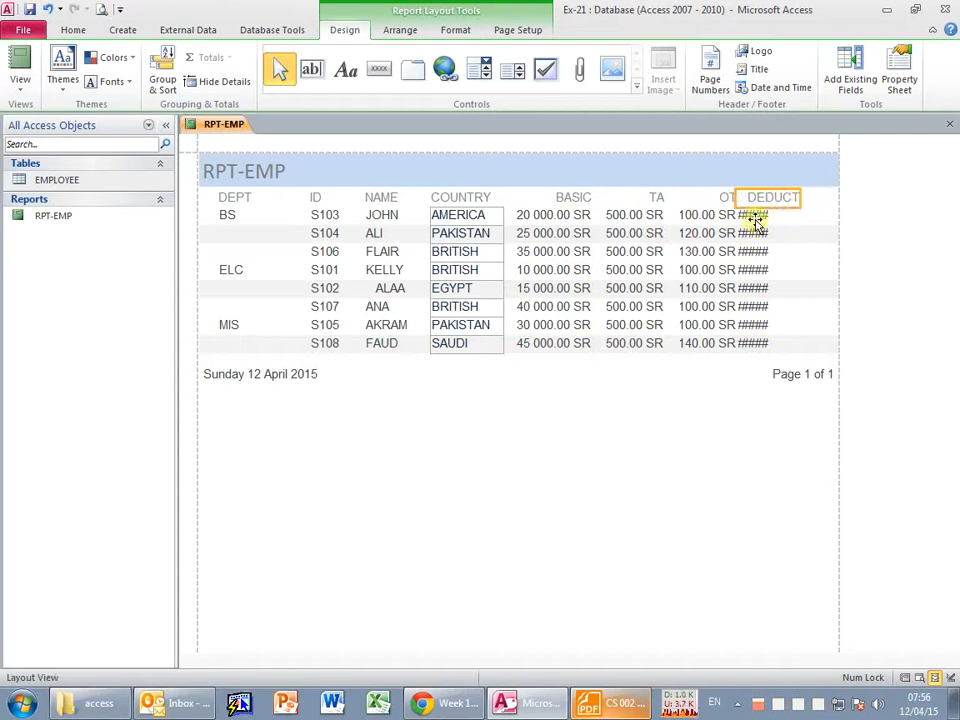 Report Layout Tools
Ex-21 : Database (Access 2007 - 2010) - Microsoft Access
File Home Create External Data Database Tools Design Arrange Format Page Setup
View
Themes
Colors
Fonts
Group & Sort
Totals
Hide Details
Insert Image
Page Numbers
Logo
Title
Date and Time
Add Existing Fields
Property Sheet
Views Themes Grouping & Totals Controls Header / Footer Tools
All Access Objects
RPT-EMP
Search...
Tables
EMPLOYEE
Reports
RPT-EMP
RPT-EMP
DEPT ID NAME COUNTRY BASIC TA OT DEDUCT
BS S103 JOHN AMERICA 20 000.00 SR 500.00 SR 100.00 SR #####
S104 ALI PAKISTAN 25 000.00 SR 500.00 SR 120.00 SR #####
S106 FLAIR BRITISH 35 000.00 SR 500.00 SR 130.00 SR #####
ELC S101 KELLY BRITISH 10 000.00 SR 500.00 SR 100.00 SR #####
S102 ALAA EGYPT 15 000.00 SR 500.00 SR 110.00 SR #####
S107 ANA BRITISH 40 000.00 SR 500.00 SR 100.00 SR #####
MIS S105 AKRAM PAKISTAN 30 000.00 SR 500.00 SR 100.00 SR #####
S108 FAUD SAUDI 45 000.00 SR 500.00 SR 140.00 SR #####
Sunday 12 April 2015 Page 1 of 1
Layout View Num Lock
access
Inbox - ...
Week 1...
Micros...
CS 002 ...
D: 1.0 K
U: 3.7 K
EN
07:56
12/04/15